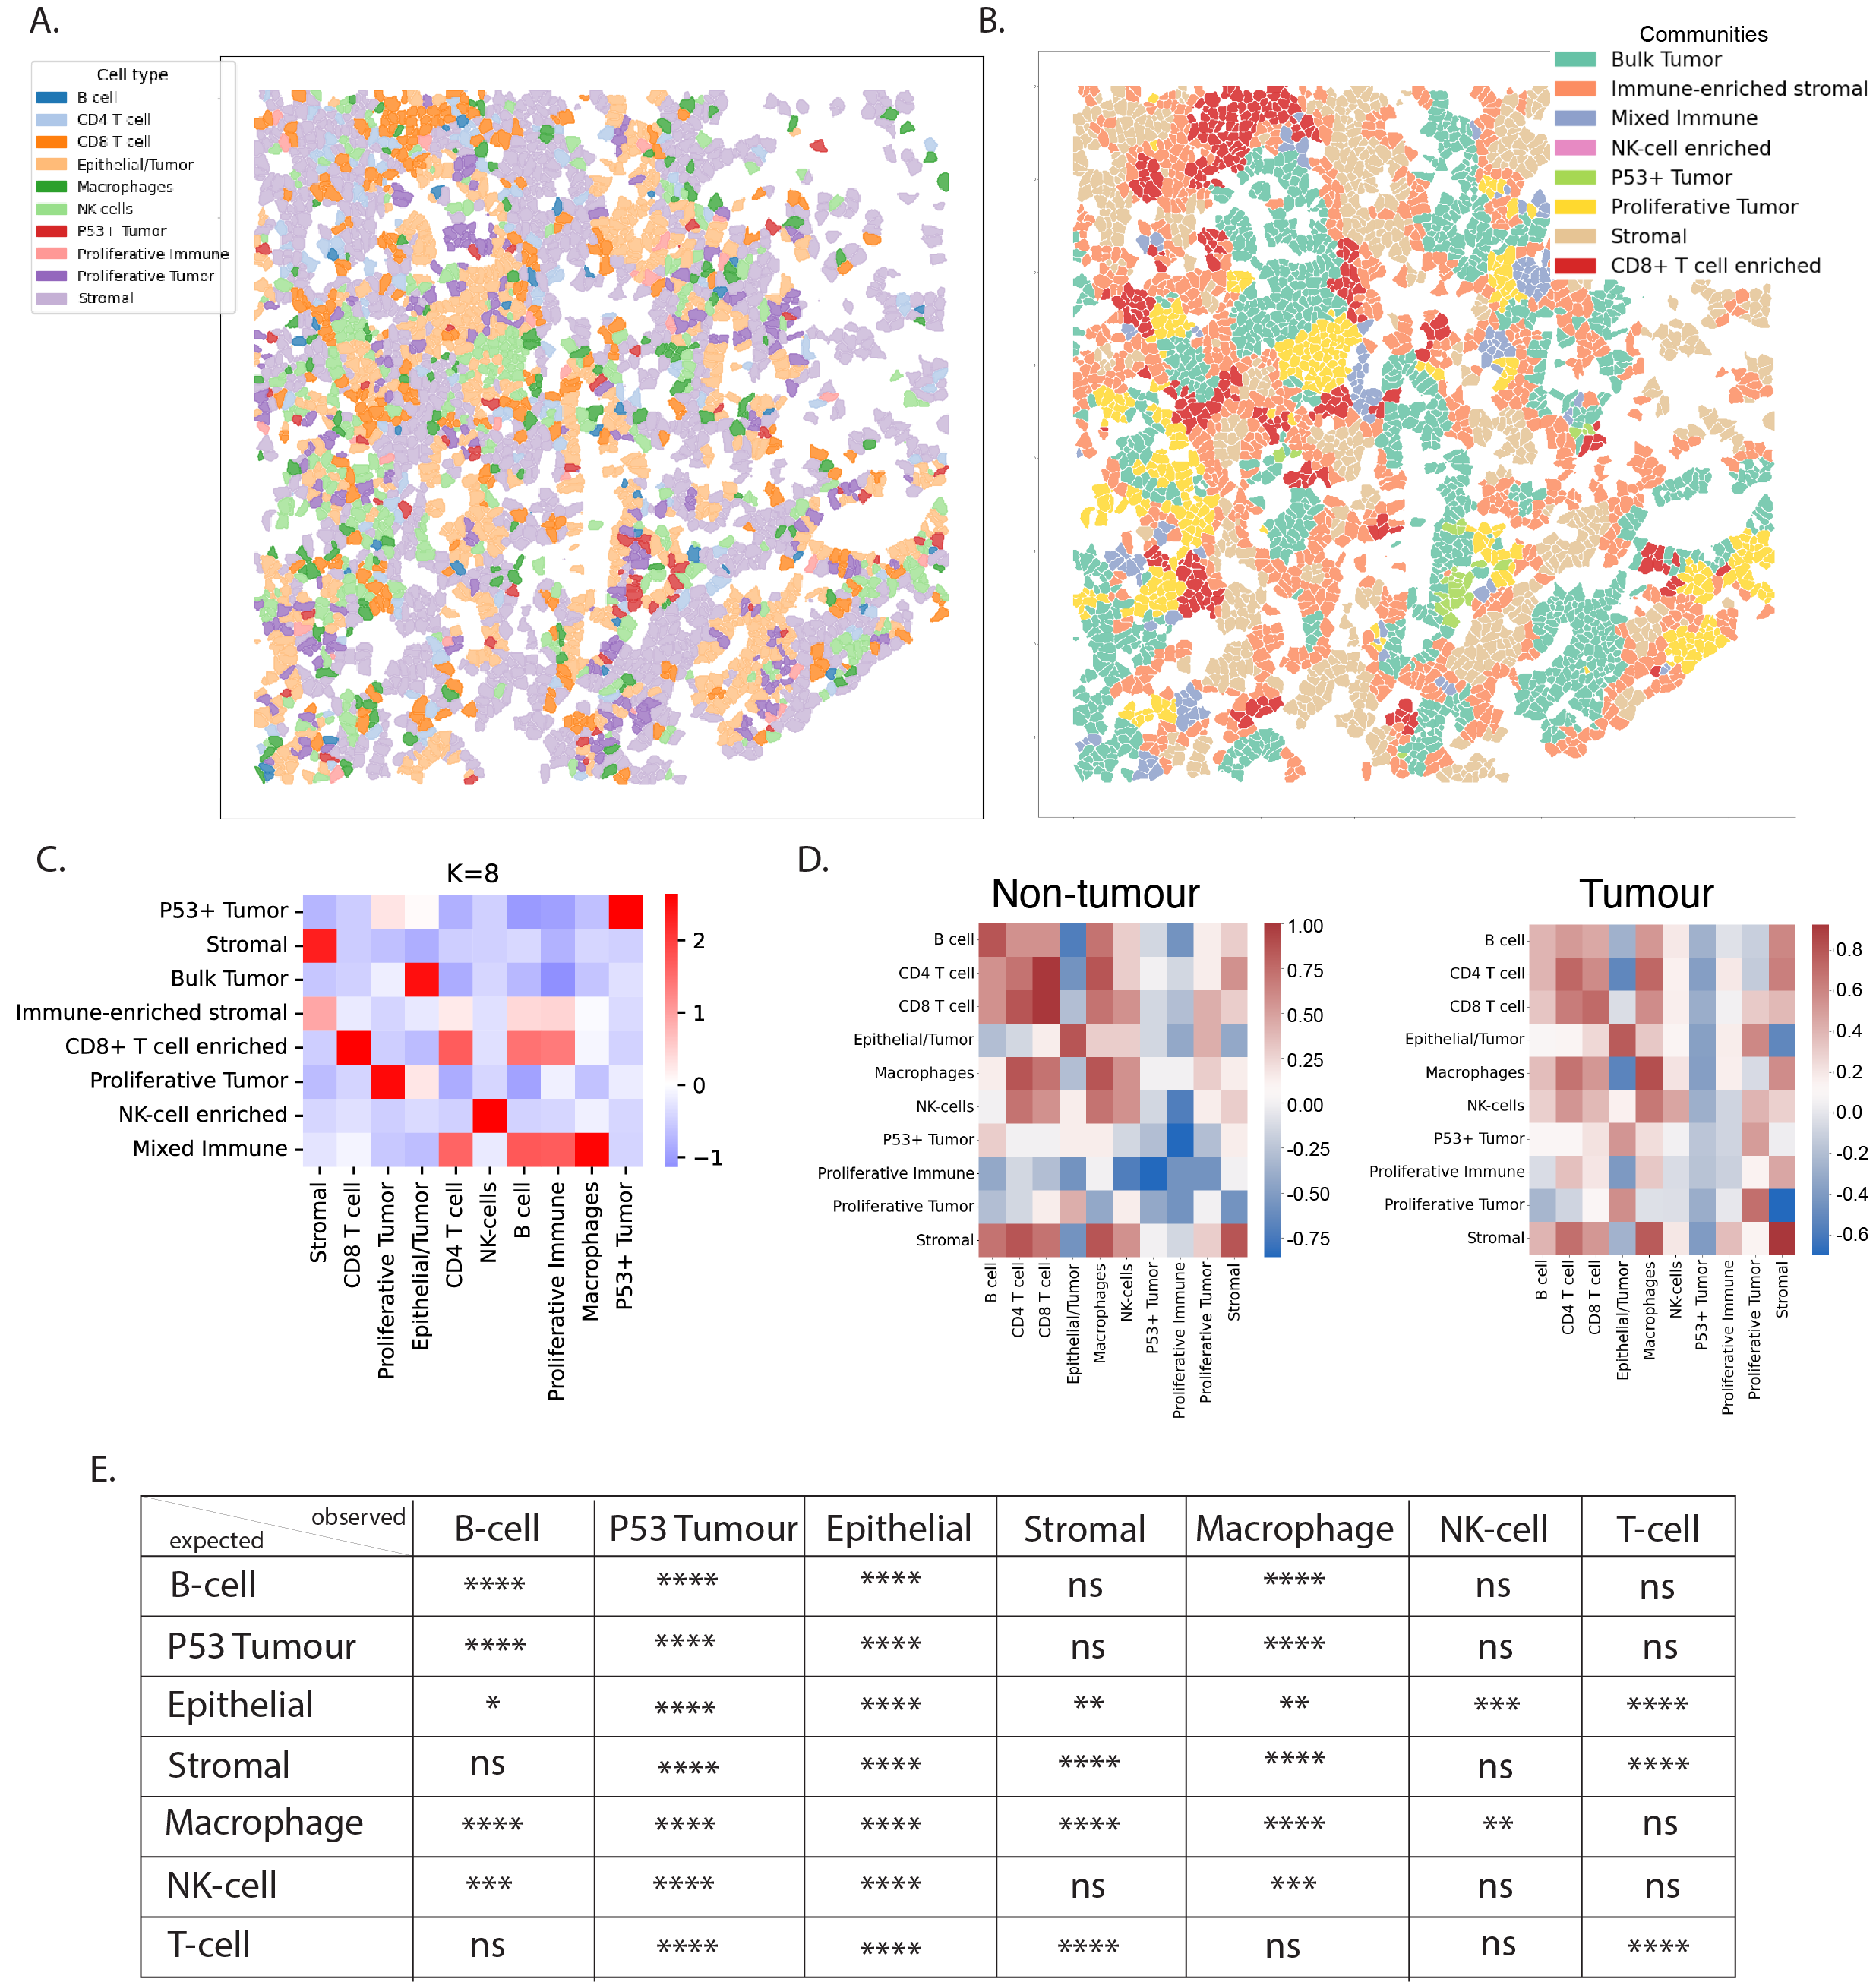 A.
Cell type
B cell
CD4 T cell
CD8 T cell
Epithelial/Tumor
Macrophages
NK-cells
P53+ Tumor
Proliferative Immune
Proliferative Tumor
Stromal
B.
Communities
Bulk Tumor
Immune-enriched stromal
Mixed Immune
NK-cell enriched
P53+ Tumor
Proliferative Tumor
Stromal
CD8+ T cell enriched
C.
K=8
P53+ Tumor
Stromal
Bulk Tumor
Immune-enriched stromal
CD8+ T cell enriched
Proliferative Tumor
NK-cell enriched
Mixed Immune
2
1
0
−1
Stromal
CD8 T cell
Proliferative Tumor
Epithelial/Tumor
CD4 T cell
NK-cells
B cell
Proliferative Immune
Macrophages
P53+ Tumor
D.
Non-tumour
B cell
CD4 T cell
CD8 T cell
Epithelial/Tumor
Macrophages
NK-cells
P53+ Tumor
Proliferative Immune
Proliferative Tumor
Stromal
1.00
0.75
0.50
0.25
0.00
-0.25
-0.50
-0.75
B cell
CD4 T cell
CD8 T cell
Epithelial/Tumor
Macrophages
NK-cells
P53+ Tumor
Proliferative Immune
Proliferative Tumor
Stromal
Tumour
B cell
CD4 T cell
CD8 T cell
Epithelial/Tumor
Macrophages
NK-cells
P53+ Tumor
Proliferative Immune
Proliferative Tumor
Stromal
0.8
0.6
0.4
0.2
0.0
-0.2
-0.4
-0.6
B cell
CD4 T cell
CD8 T cell
Epithelial/Tumor
Macrophages
NK-cells
P53+ Tumor
Proliferative Immune
Proliferative Tumor
Stromal
E.
observed
expected
B-cell P53 Tumour Epithelial Stromal Macrophage NK-cell T-cell
B-cell **** **** **** ns **** ns ns
P53 Tumour **** **** **** ns **** ns ns
Epithelial * **** **** ** ** *** ****
Stromal ns **** **** **** **** ns ****
Macrophage **** **** **** **** **** ** ns
NK-cell *** **** **** ns *** ns ns
T-cell ns **** **** **** ns ns ****